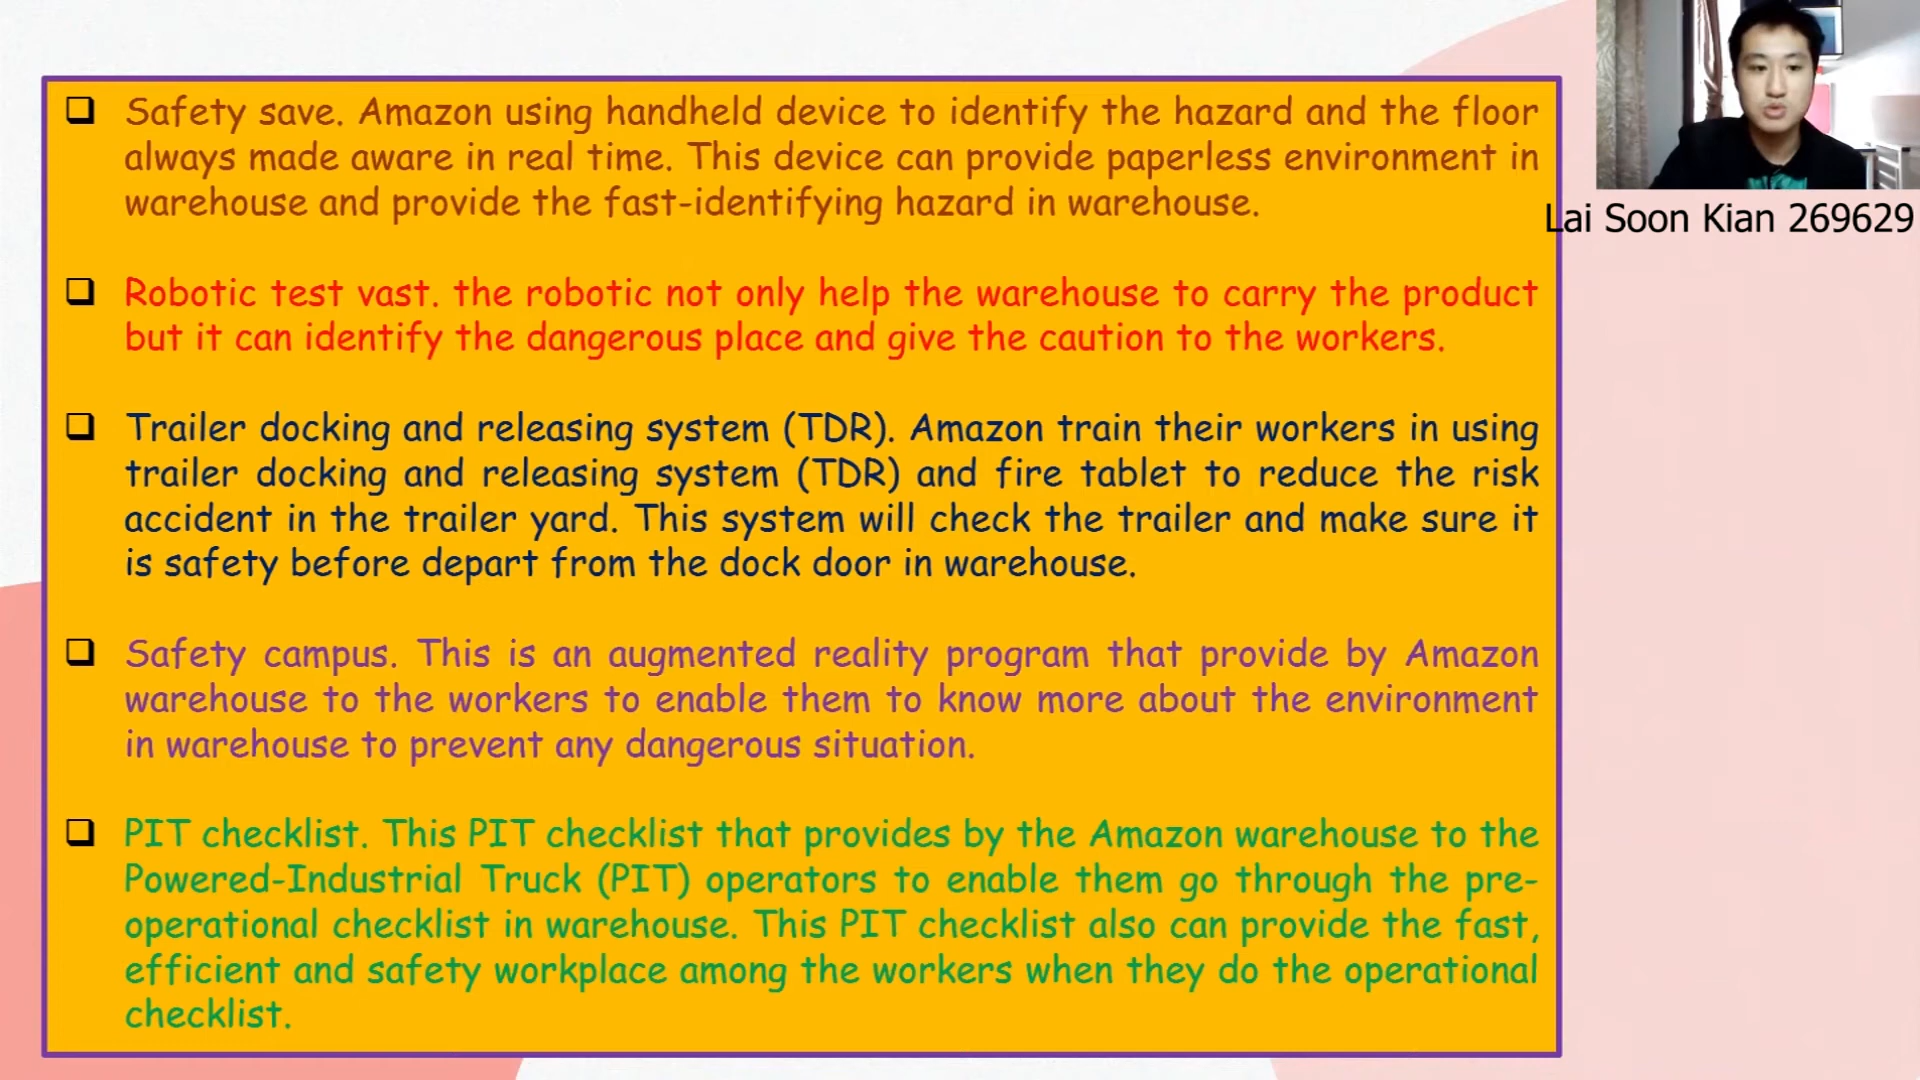 Safety save. Amazon using handheld device to identify the hazard and the floor
always made aware in real time. This device can provide paperless environment in
warehouse and provide the fast-identifying hazard in warehouse.
Lai Soon Kian 269629
Robotic test vast. the robotic not only help the warehouse to carry the product
but it can identify the dangerous place and give the caution to the workers.
Trailer docking and releasing system (TDR). Amazon train their workers in using
trailer docking and releasing system (TDR) and fire tablet to reduce the risk
accident in the trailer yard. This system will check the trailer and make sure it
is safety before depart from the dock door in warehouse.
Safety campus. This is an augmented reality program that provide by Amazon
warehouse to the workers to enable them to know more about the environment
in warehouse to prevent any dangerous situation.
PIT checklist. This PIT checklist that provides by the Amazon warehouse to the
Powered-Industrial Truck (PIT) operators to enable them go through the pre-
operational checklist in warehouse. This PIT checklist also can provide the fast,
efficient and safety workplace among the workers when they do the operational
checklist.